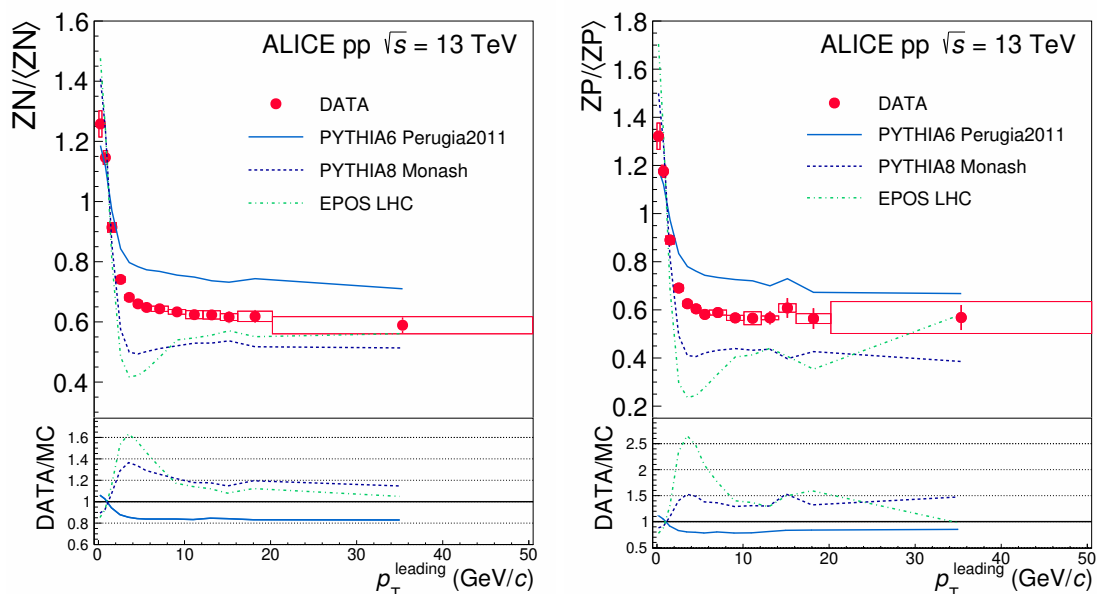 ZN/⟨ZN⟩
1.6
1.4
1.2
1
0.8
0.6
0.4
ALICE pp √s = 13 TeV
DATA
PYTHIA6 Perugia2011
PYTHIA8 Monash
EPOS LHC
DATA/MC
1.6
1.4
1.2
1
0.8
0.6
0 10 20 30 40 50
p_T^leading (GeV/c)
ZP/⟨ZP⟩
1.8
1.6
1.4
1.2
1
0.8
0.6
0.4
0.2
ALICE pp √s = 13 TeV
DATA
PYTHIA6 Perugia2011
PYTHIA8 Monash
EPOS LHC
DATA/MC
2.5
2
1.5
1
0.5
0 10 20 30 40 50
p_T^leading (GeV/c)